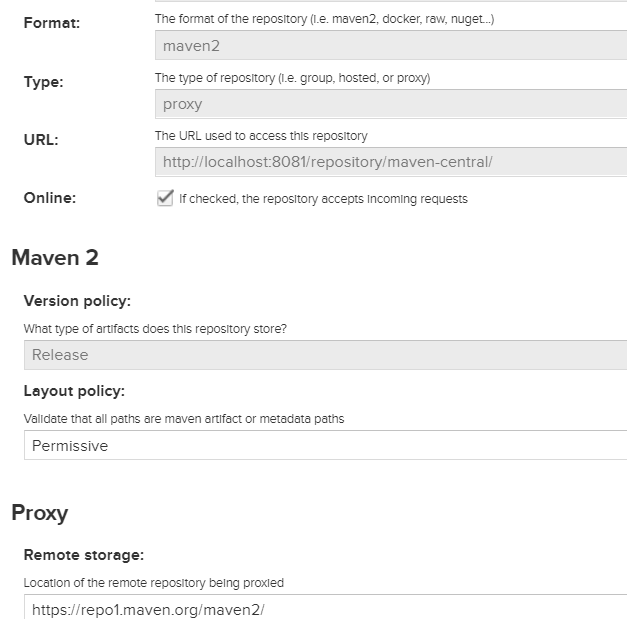 Format:
The format of the repository (i.e. maven2, docker, raw, nuget...)
maven2
Type:
The type of repository (i.e. group, hosted, or proxy)
proxy
URL:
The URL used to access this repository
http://localhost:8081/repository/maven-central/
Online:
If checked, the repository accepts incoming requests
Maven 2
Version policy:
What type of artifacts does this repository store?
Release
Layout policy:
Validate that all paths are maven artifact or metadata paths
Permissive
Proxy
Remote storage:
Location of the remote repository being proxied
https://repo1.maven.org/maven2/